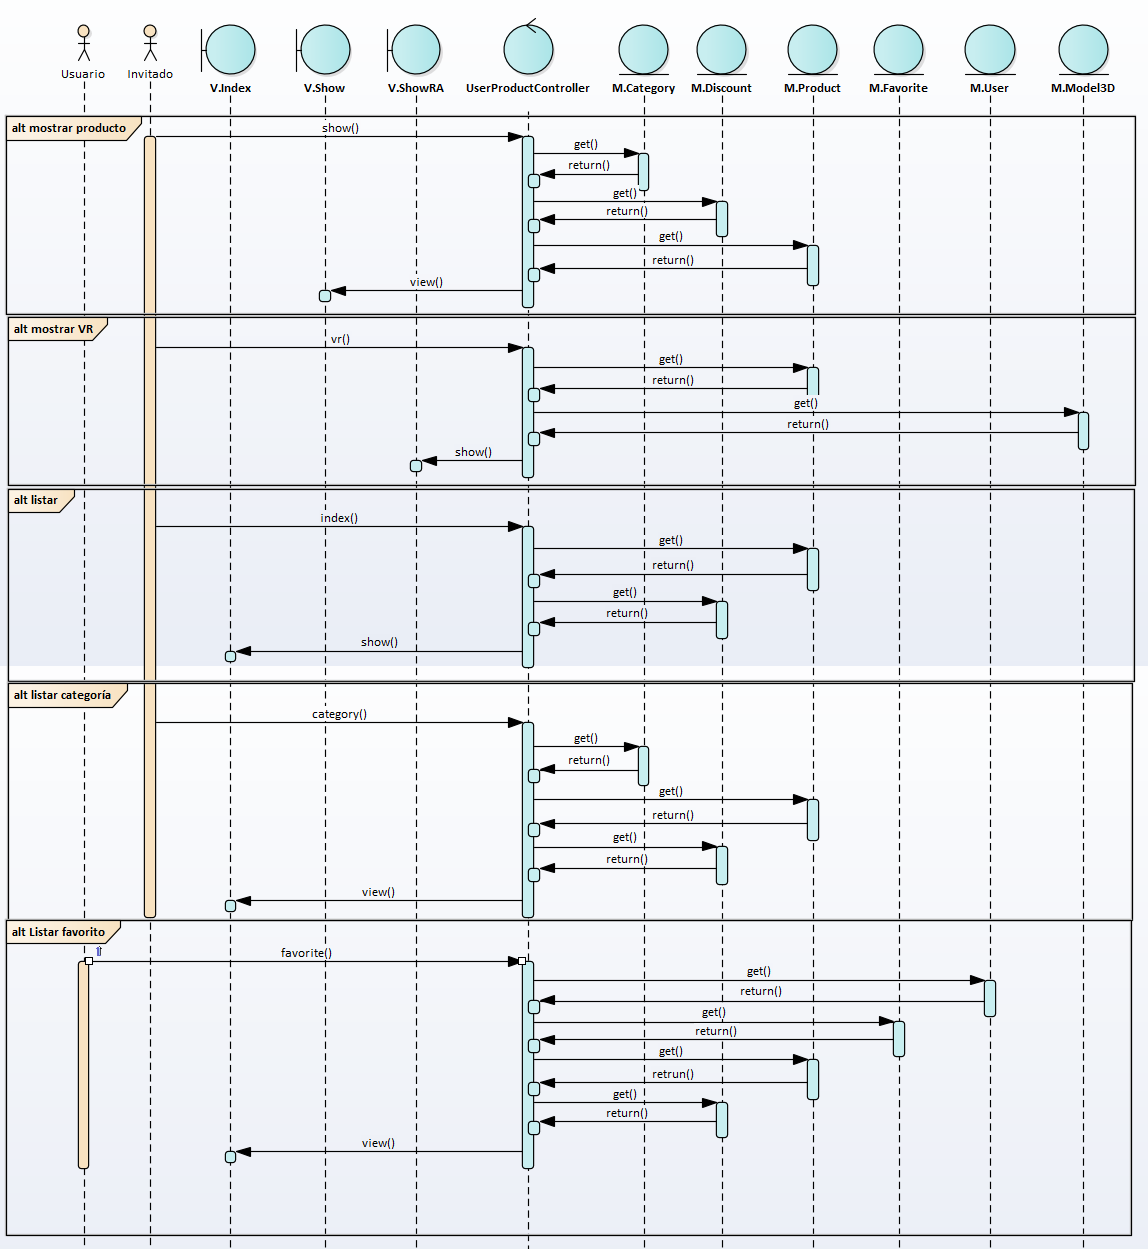 Usuario
Invitado
V.Index
V.Show
V.ShowRA
UserProductController
M.Category
M.Discount
M.Product
M.Favorite
M.User
M.Model3D
alt mostrar producto
show()
get()
return()
get()
return()
get()
return()
view()
alt mostrar VR
vr()
get()
return()
get()
return()
show()
alt listar
index()
get()
return()
get()
return()
show()
alt listar categoría
category()
get()
return()
get()
return()
get()
return()
view()
alt Listar favorito
⇑
favorite()
get()
return()
get()
return()
get()
retrun()
get()
return()
view()